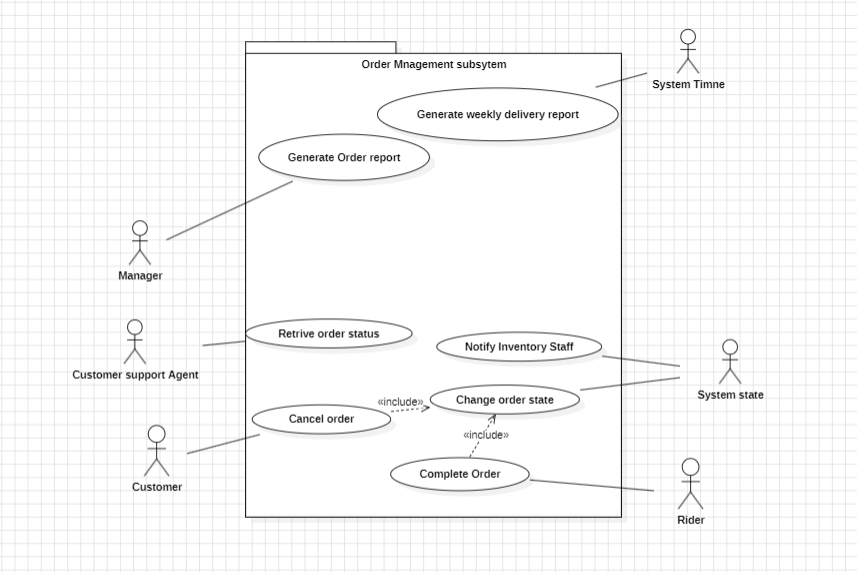 Order Mnagement subsytem
System Timne
Generate weekly delivery report
Generate Order report
Manager
Retrive order status
Notify Inventory Staff
Customer support Agent
System state
«include»
Change order state
Cancel order
«include»
Complete Order
Customer
Rider